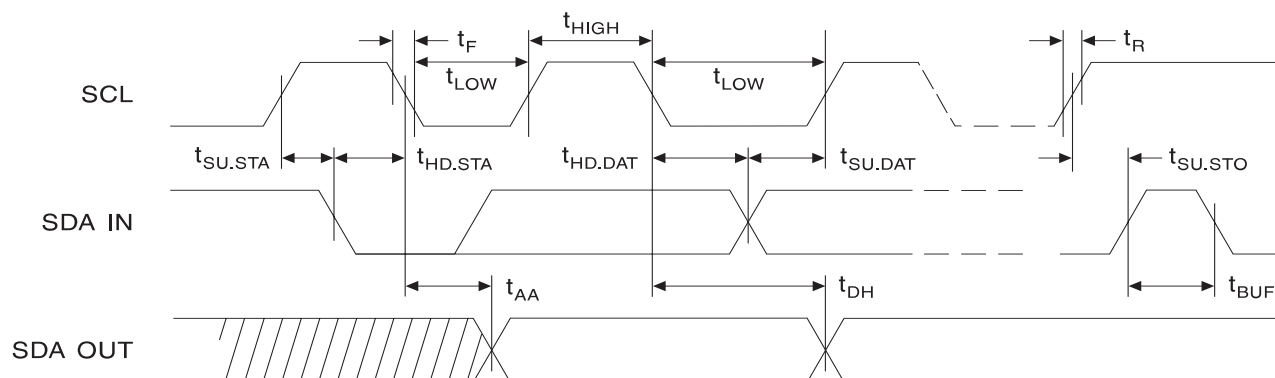 tF
tHIGH
tR
tLOW
tLOW
SCL
tSU.STA
tHD.STA
tHD.DAT
tSU.DAT
tSU.STO
SDA IN
tAA
tDH
tBUF
SDA OUT